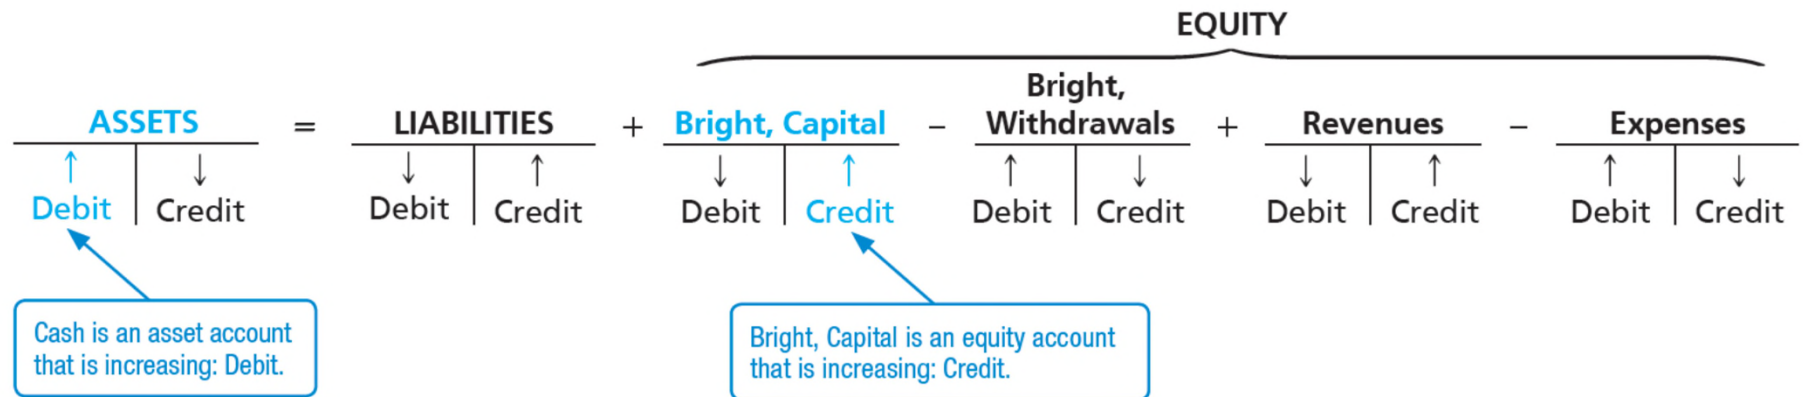 EQUITY
Bright,
ASSETS = LIABILITIES + Bright, Capital – Withdrawals + Revenues – Expenses
↑ ↓ ↓ ↑ ↓ ↑ ↑ ↓ ↓ ↑ ↑ ↓
Debit Credit Debit Credit Debit Credit Debit Credit Debit Credit Debit Credit
Cash is an asset account
that is increasing: Debit.
Bright, Capital is an equity account
that is increasing: Credit.